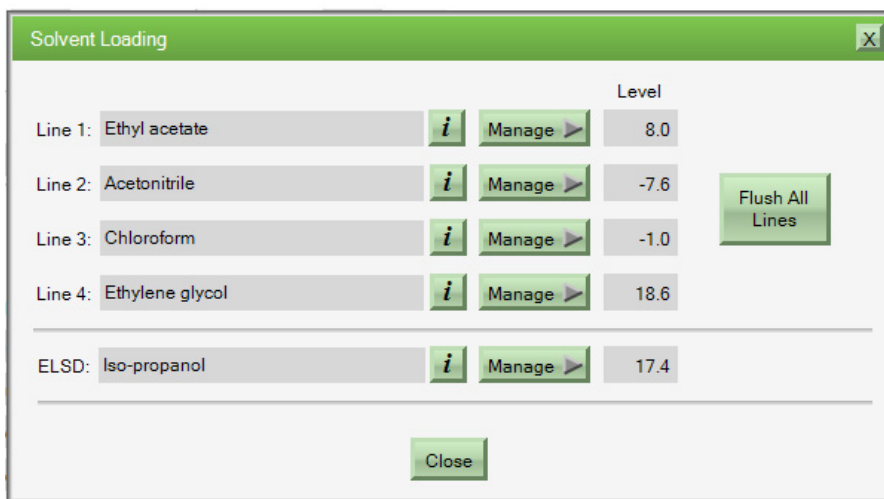 Solvent Loading X
Level
Line 1: Ethyl acetate i Manage 8.0
Line 2: Acetonitrile i Manage -7.6
Flush All
Lines
Line 3: Chloroform i Manage -1.0
Line 4: Ethylene glycol i Manage 18.6
ELSD: Iso-propanol i Manage 17.4
Close